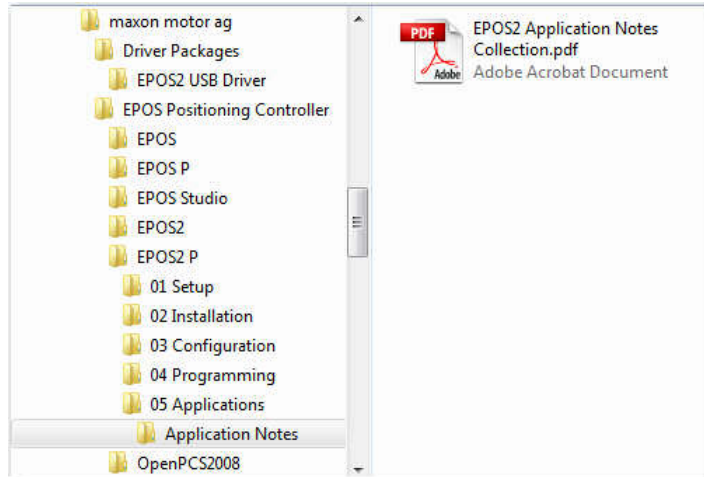 maxon motor ag
Driver Packages
EPOS2 USB Driver
EPOS Positioning Controller
EPOS
EPOS P
EPOS Studio
EPOS2
EPOS2 P
01 Setup
02 Installation
03 Configuration
04 Programming
05 Applications
Application Notes
OpenPCS2008
PDF
Adobe
EPOS2 Application Notes
Collection.pdf
Adobe Acrobat Document